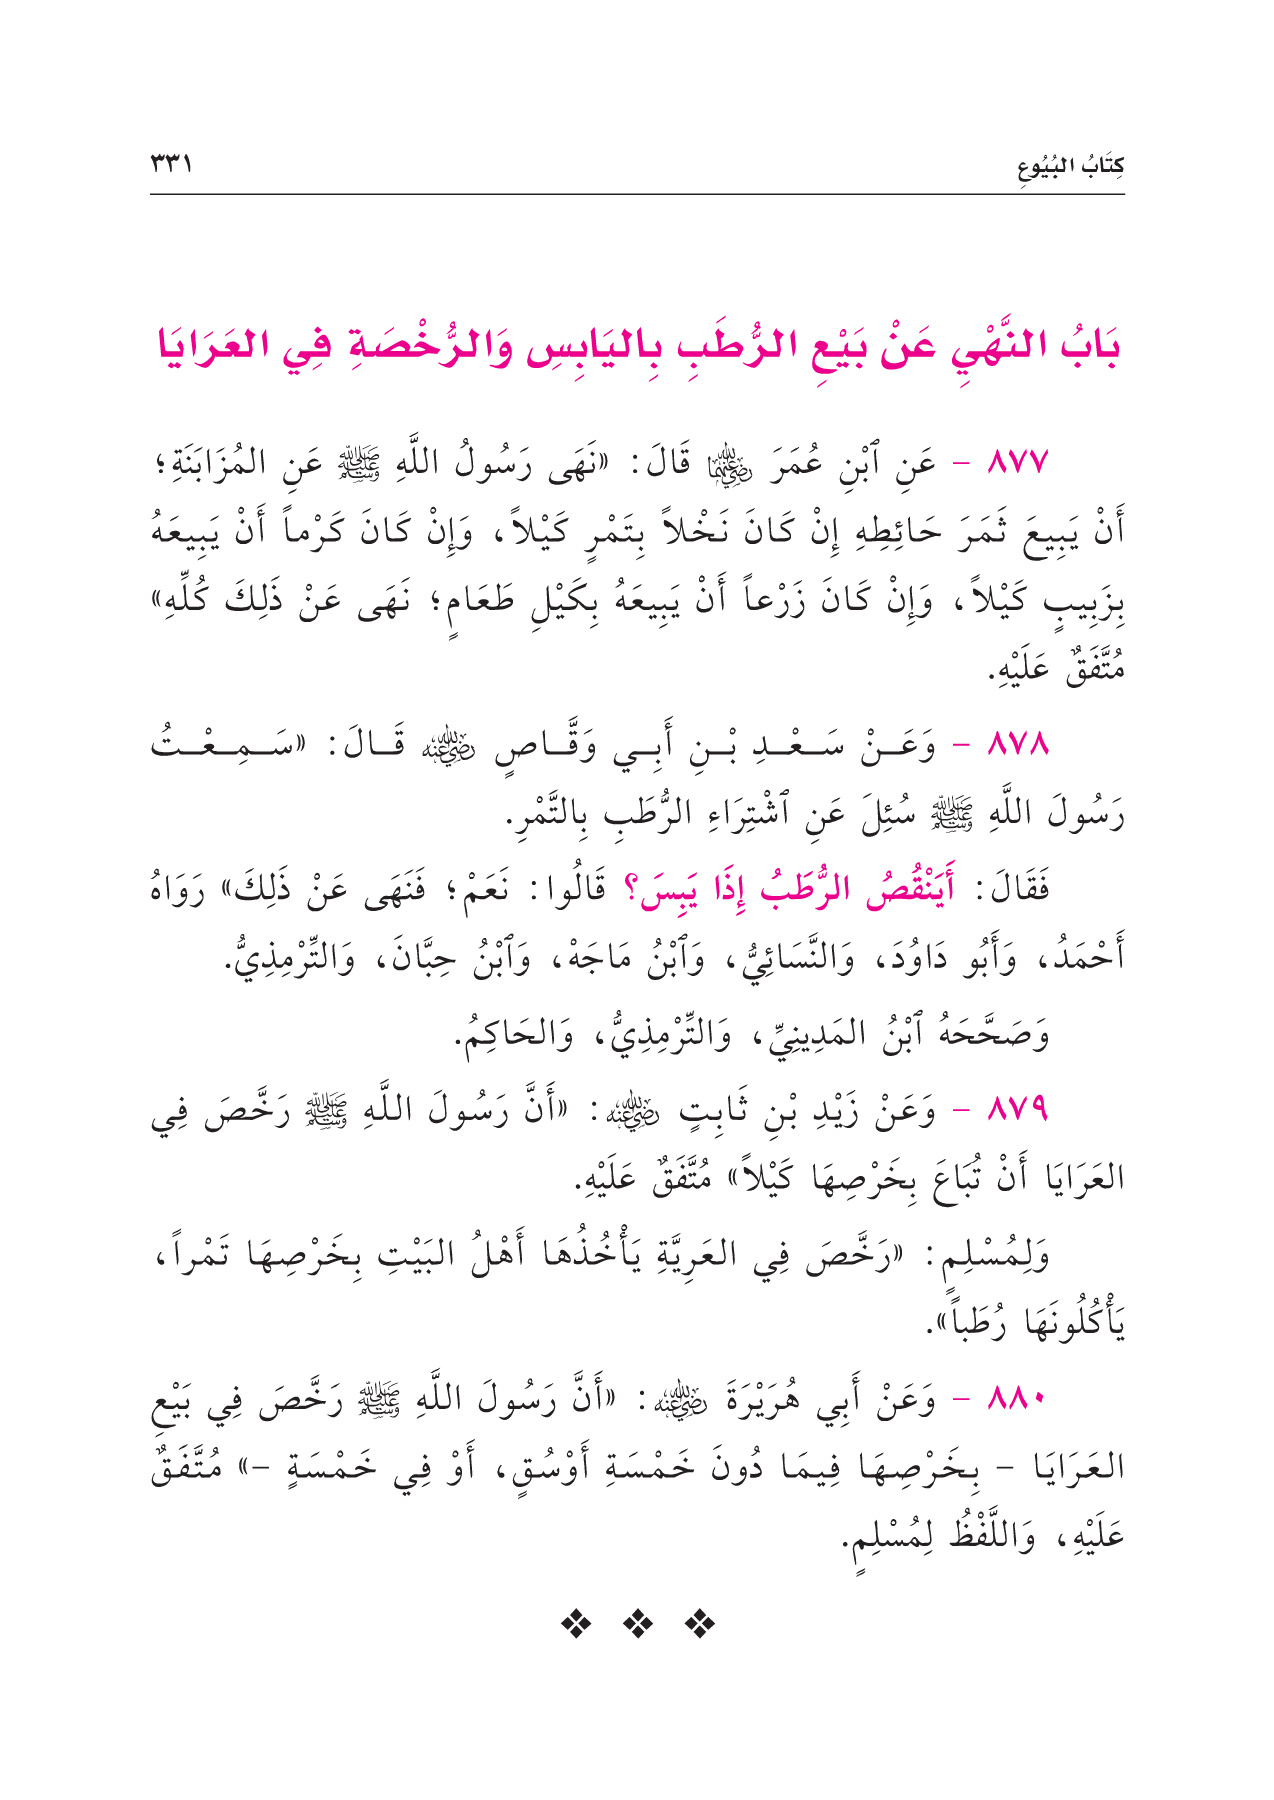 كِتَابُ البُيُوعِ ٣٣١
بَابُ النَّهْيِ عَنْ بَيْعِ الرُّطَبِ بِاليَابِسِ وَالرُّخْصَةِ فِي العَرَايَا
٨٧٧ - عَنِ ٱبْنِ عُمَرَ رضي الله عنهما قَالَ: «نَهَى رَسُولُ اللَّهِ ﷺ عَنِ المُزَابَنَةِ؛
أَنْ يَبِيعَ ثَمَرَ حَائِطِهِ إِنْ كَانَ نَخْلاً بِتَمْرٍ كَيْلاً، وَإِنْ كَانَ كَرْماً أَنْ يَبِيعَهُ
بِزَبِيبٍ كَيْلاً، وَإِنْ كَانَ زَرْعاً أَنْ يَبِيعَهُ بِكَيْلِ طَعَامٍ؛ نَهَى عَنْ ذَلِكَ كُلِّهِ»
مُتَّفَقٌ عَلَيْهِ.
٨٧٨ - وَعَنْ سَعْدِ بْنِ أَبِي وَقَّاصٍ رضي الله عنه قَالَ: «سَمِعْتُ
رَسُولَ اللَّهِ ﷺ سُئِلَ عَنِ ٱشْتِرَاءِ الرُّطَبِ بِالتَّمْرِ.
فَقَالَ: أَيَنْقُصُ الرُّطَبُ إِذَا يَبِسَ؟ قَالُوا: نَعَمْ؛ فَنَهَى عَنْ ذَلِكَ» رَوَاهُ
أَحْمَدُ، وَأَبُو دَاوُدَ، وَالنَّسَائِيُّ، وَٱبْنُ مَاجَهْ، وَٱبْنُ حِبَّانَ، وَالتِّرْمِذِيُّ.
وَصَحَّحَهُ ٱبْنُ المَدِينِيِّ، وَالتِّرْمِذِيُّ، وَالحَاكِمُ.
٨٧٩ - وَعَنْ زَيْدِ بْنِ ثَابِتٍ رضي الله عنه: «أَنَّ رَسُولَ اللَّهِ ﷺ رَخَّصَ فِي
العَرَايَا أَنْ تُبَاعَ بِخَرْصِهَا كَيْلاً» مُتَّفَقٌ عَلَيْهِ.
وَلِمُسْلِمٍ: «رَخَّصَ فِي العَرِيَّةِ يَأْخُذُهَا أَهْلُ البَيْتِ بِخَرْصِهَا تَمْراً،
يَأْكُلُونَهَا رُطَباً».
٨٨٠ - وَعَنْ أَبِي هُرَيْرَةَ رضي الله عنه: «أَنَّ رَسُولَ اللَّهِ ﷺ رَخَّصَ فِي بَيْعِ
العَرَايَا - بِخَرْصِهَا فِيمَا دُونَ خَمْسَةِ أَوْسُقٍ، أَوْ فِي خَمْسَةٍ -» مُتَّفَقٌ
عَلَيْهِ، وَاللَّفْظُ لِمُسْلِمٍ.